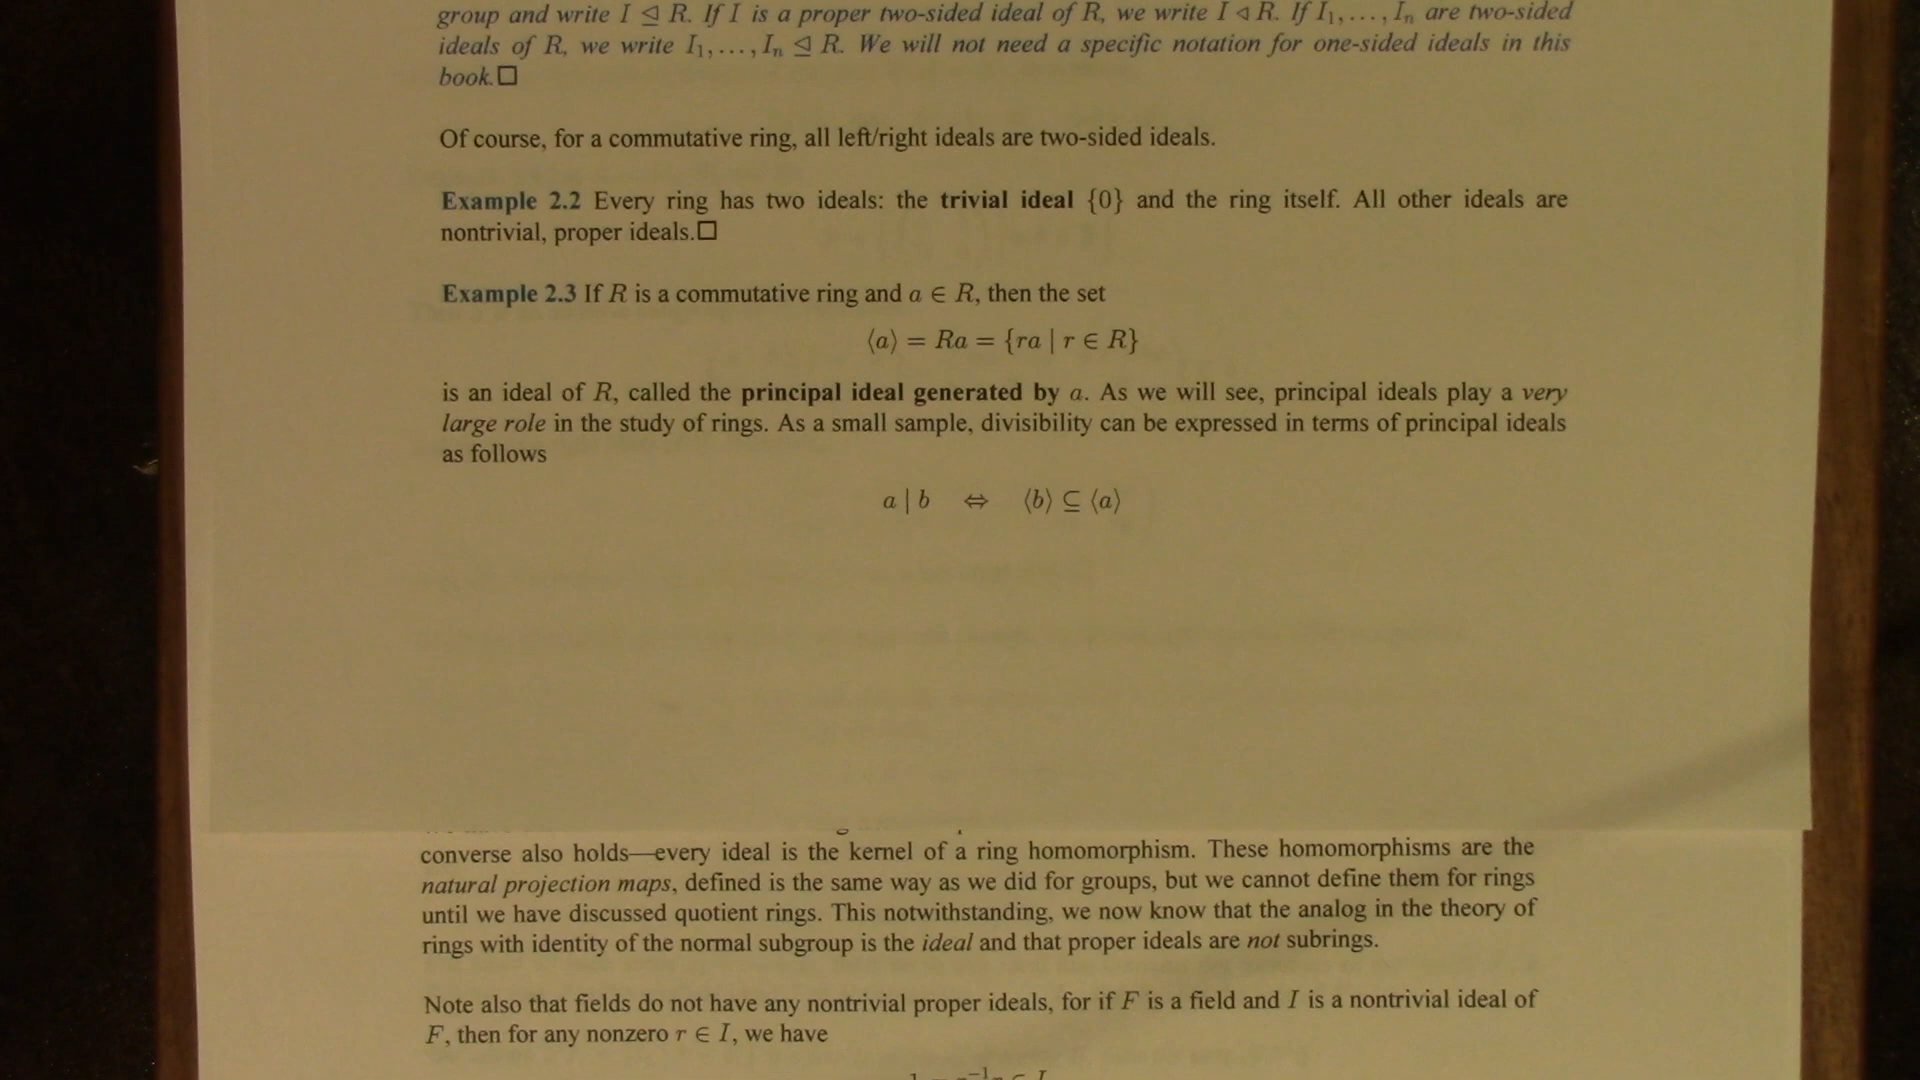 group and write I ⊴ R. If I is a proper two-sided ideal of R, we write I ◁ R. If I₁, …, Iₙ are two-sided
ideals of R, we write I₁, …, Iₙ ⊴ R. We will not need a specific notation for one-sided ideals in this
book.□
Of course, for a commutative ring, all left/right ideals are two-sided ideals.
Example 2.2 Every ring has two ideals: the trivial ideal {0} and the ring itself. All other ideals are
nontrivial, proper ideals.□
Example 2.3 If R is a commutative ring and a ∈ R, then the set
⟨a⟩ = Ra = {ra | r ∈ R}
is an ideal of R, called the principal ideal generated by a. As we will see, principal ideals play a very
large role in the study of rings. As a small sample, divisibility can be expressed in terms of principal ideals
as follows
a | b ⇔ ⟨b⟩ ⊆ ⟨a⟩
converse also holds—every ideal is the kernel of a ring homomorphism. These homomorphisms are the
natural projection maps, defined is the same way as we did for groups, but we cannot define them for rings
until we have discussed quotient rings. This notwithstanding, we now know that the analog in the theory of
rings with identity of the normal subgroup is the ideal and that proper ideals are not subrings.
Note also that fields do not have any nontrivial proper ideals, for if F is a field and I is a nontrivial ideal of
F, then for any nonzero r ∈ I, we have